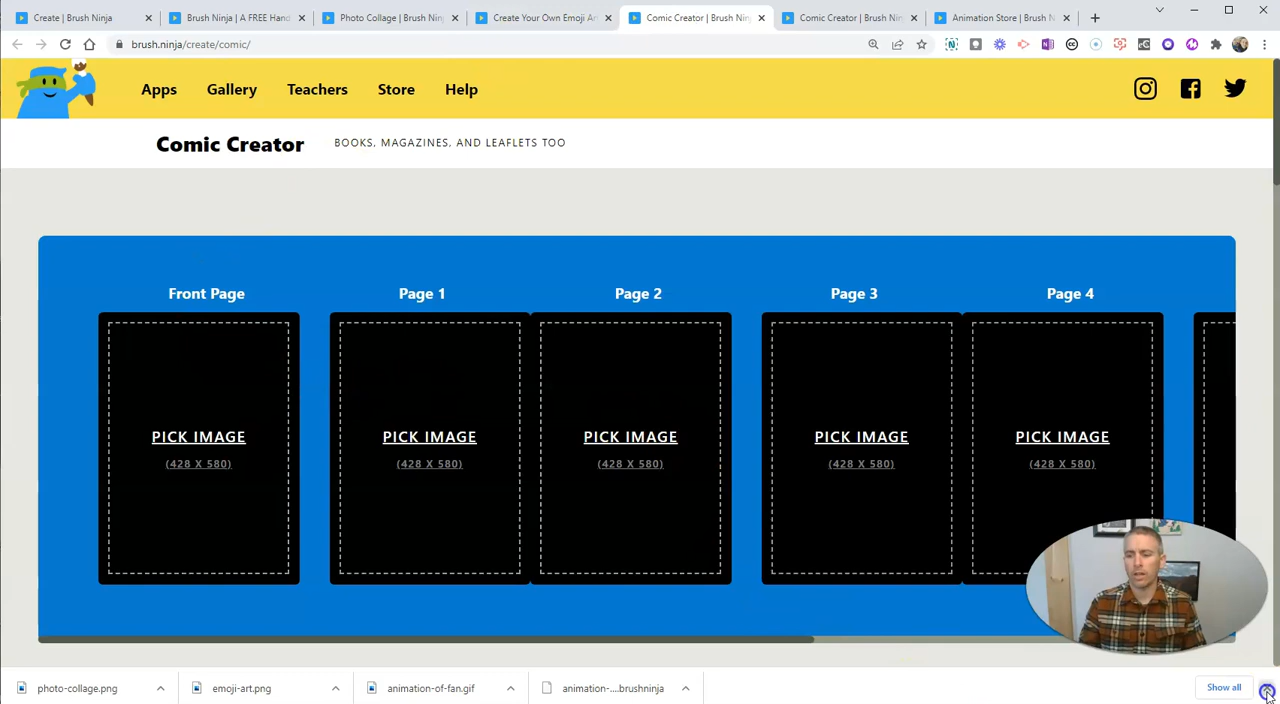 Create | Brush Ninja
Brush Ninja | A FREE Hand
Photo Collage | Brush Ninj
Create Your Own Emoji Ar
Comic Creator | Brush Nin
Comic Creator | Brush Nin
Animation Store | Brush N
brush.ninja/create/comic/
Apps
Gallery
Teachers
Store
Help
Comic Creator
BOOKS, MAGAZINES, AND LEAFLETS TOO
Front Page
Page 1
Page 2
Page 3
Page 4
PICK IMAGE
(428 X 580)
PICK IMAGE
(428 X 580)
PICK IMAGE
(428 X 580)
PICK IMAGE
(428 X 580)
PICK IMAGE
(428 X 580)
photo-collage.png
emoji-art.png
animation-of-fan.gif
animation-....brushninja
Show all